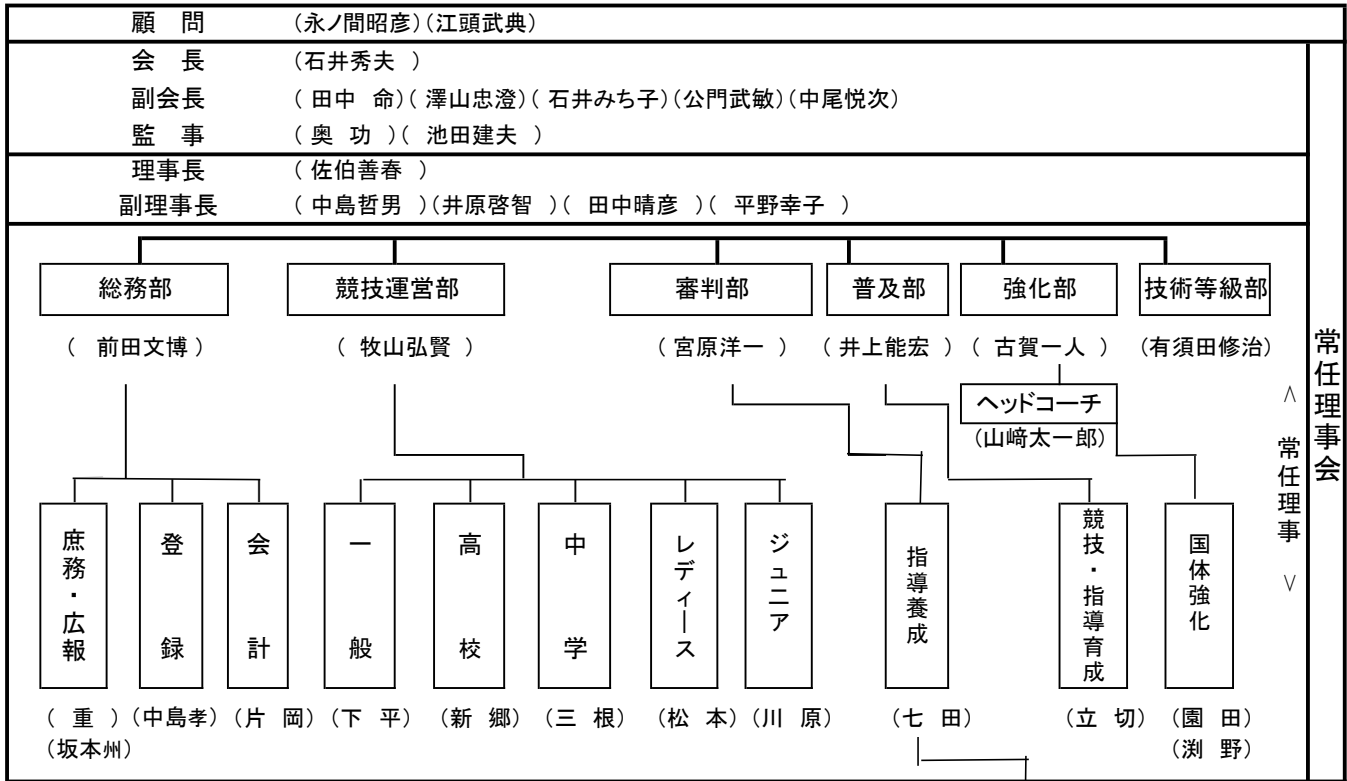 顧　問　（永ノ間昭彦）（江頭武典）
会　長　（石井秀夫　）
副会長　（ 田中　命）（ 澤山忠澄）（ 石井みち子）（公門武敏）（中尾悦次）
監　事　（ 奥 功 ）（　池田建夫　）
理事長　（ 佐伯善春　）
副理事長　（ 中島哲男　）（井原啓智　）（　田中晴彦　）（　平野幸子　）
総務部　競技運営部　審判部　普及部　強化部　技術等級部
（　前田文博 ）　（　牧山弘賢　）　（ 宮原洋一　）　（ 井上能宏）　（ 古賀一人　）　（有須田修治）
ヘッドコーチ
（山﨑太一郎）
庶務・広報　登録　会計　一般　高校　中学　レディース　ジュニア　指導養成　競技・指導育成　国体強化
（　重　）（中島孝）（片　岡）（下　平）（新　郷）（三　根）（松　本）（川　原）（七　田）（立　切）（園　田）
（坂本州）（渕　野）
＜　常任理事　＞
常任理事会